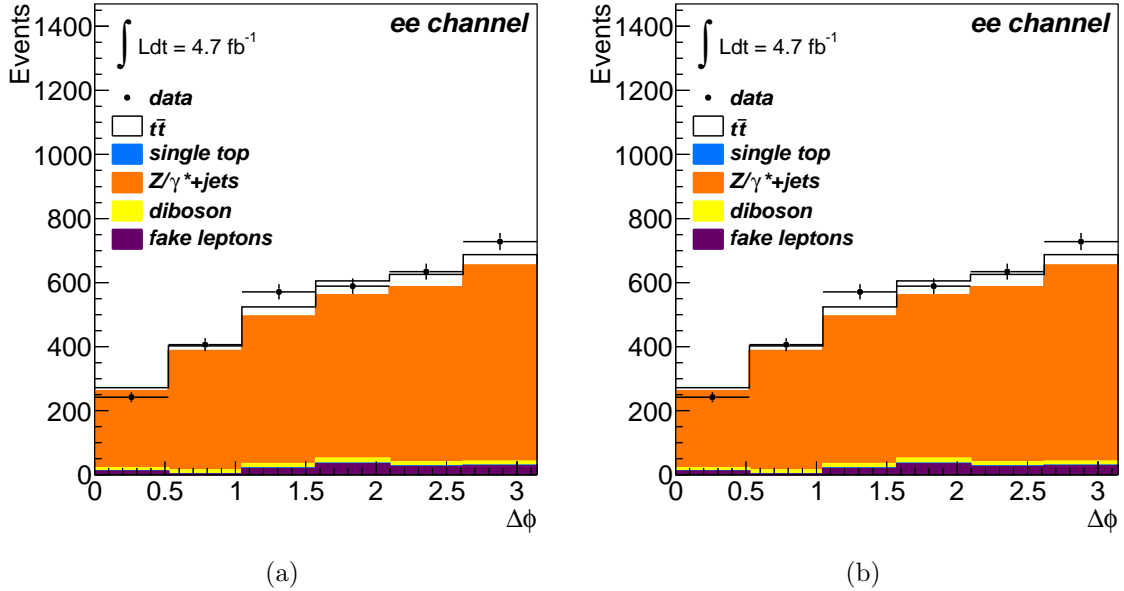 Events
1400
1200
1000
800
600
400
200
0
ee channel
∫ Ldt = 4.7 fb⁻¹
data
tt̄
single top
Z/γ*+jets
diboson
fake leptons
0 0.5 1 1.5 2 2.5 3
Δϕ
(a)
Events
1400
1200
1000
800
600
400
200
0
ee channel
∫ Ldt = 4.7 fb⁻¹
data
tt̄
single top
Z/γ*+jets
diboson
fake leptons
0 0.5 1 1.5 2 2.5 3
Δϕ
(b)